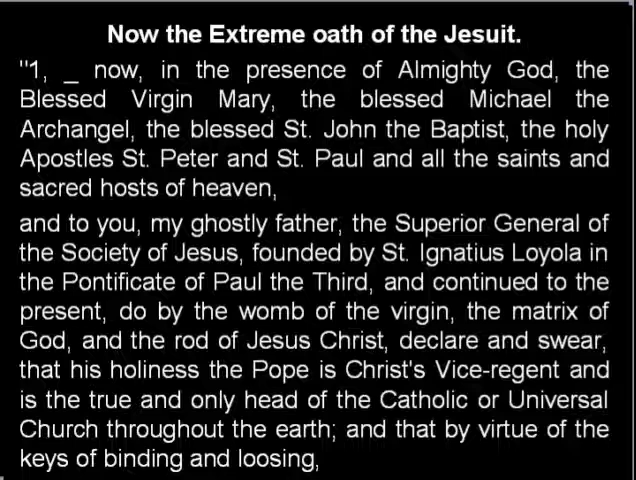 Now the Extreme oath of the Jesuit.
"1, _ now, in the presence of Almighty God, the
Blessed Virgin Mary, the blessed Michael the
Archangel, the blessed St. John the Baptist, the holy
Apostles St. Peter and St. Paul and all the saints and
sacred hosts of heaven,
and to you, my ghostly father, the Superior General of
the Society of Jesus, founded by St. Ignatius Loyola in
the Pontificate of Paul the Third, and continued to the
present, do by the womb of the virgin, the matrix of
God, and the rod of Jesus Christ, declare and swear,
that his holiness the Pope is Christ's Vice-regent and
is the true and only head of the Catholic or Universal
Church throughout the earth; and that by virtue of the
keys of binding and loosing,